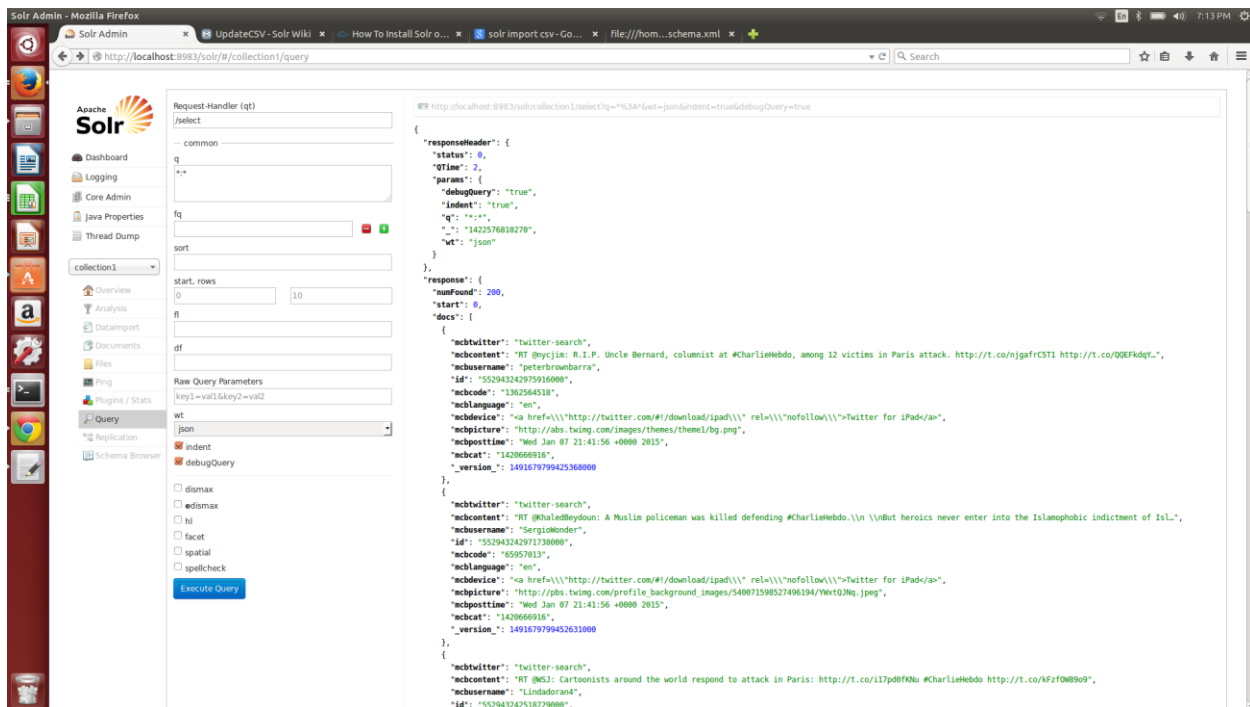 Solr Admin - Mozilla Firefox
En 7:13 PM
Solr Admin × UpdateCSV - Solr Wiki × How To Install Solr o... × solr import csv - Go... × file:///hom...schema.xml ×
http://localhost:8983/solr/#/collection1/query
Search
Apache
Solr
Dashboard
Logging
Core Admin
Java Properties
Thread Dump
collection1
Overview
Analysis
Dataimport
Documents
Files
Ping
Plugins / Stats
Query
Replication
Schema Browser
Request-Handler (qt)
/select
common
q
*:*
fq
sort
start, rows
0 10
fl
df
Raw Query Parameters
key1=val1&key2=val2
wt
json
indent
debugQuery
dismax
edismax
hl
facet
spatial
spellcheck
Execute Query
http://localhost:8983/solr/collection1/select?q=*%3A*&wt=json&indent=true&debugQuery=true
{
"responseHeader": {
"status": 0,
"QTime": 2,
"params": {
"debugQuery": "true",
"indent": "true",
"q": "*:*",
"_": "1422576810270",
"wt": "json"
}
},
"response": {
"numFound": 200,
"start": 0,
"docs": [
{
"mcbtwitter": "twitter-search",
"mcbcontent": "RT @nycjim: R.I.P. Uncle Bernard, columnist at #CharlieHebdo, among 12 victims in Paris attack. http://t.co/njgafrC5T1 http://t.co/QQEFkdqY…",
"mcbusername": "peterbrownbarra",
"id": "552943242975916000",
"mcbcode": "1362564518",
"mcblanguage": "en",
"mcbdevice": "<a href=\\\"http://twitter.com/#!/download/ipad\\\" rel=\\\"nofollow\\\">Twitter for iPad</a>",
"mcbpicture": "http://abs.twimg.com/images/themes/theme1/bg.png",
"mcbposttime": "Wed Jan 07 21:41:56 +0000 2015",
"mcbcat": "1420666916",
"_version_": 1491679799425368000
},
{
"mcbtwitter": "twitter-search",
"mcbcontent": "RT @KhaledBeydoun: A Muslim policeman was killed defending #CharlieHebdo.\\n \\nBut heroics never enter into the Islamophobic indictment of Isl…",
"mcbusername": "SergioWonder",
"id": "552943242971738000",
"mcbcode": "65957013",
"mcblanguage": "en",
"mcbdevice": "<a href=\\\"http://twitter.com/#!/download/ipad\\\" rel=\\\"nofollow\\\">Twitter for iPad</a>",
"mcbpicture": "http://pbs.twimg.com/profile_background_images/540071598527496194/YWxtQJNq.jpeg",
"mcbposttime": "Wed Jan 07 21:41:56 +0000 2015",
"mcbcat": "1420666916",
"_version_": 1491679799452631000
},
{
"mcbtwitter": "twitter-search",
"mcbcontent": "RT @WSJ: Cartoonists around the world respond to attack in Paris: http://t.co/i17pd0fKNu #CharlieHebdo http://t.co/kFzfOW89o9",
"mcbusername": "Lindadoran4",
"id": "552943242518729000",